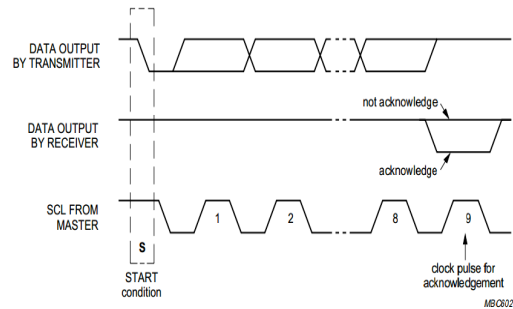 DATA OUTPUT
BY TRANSMITTER
not acknowledge
DATA OUTPUT
BY RECEIVER
acknowledge
SCL FROM
MASTER
1
2
8
9
S
START
condition
clock pulse for
acknowledgement
MBC602